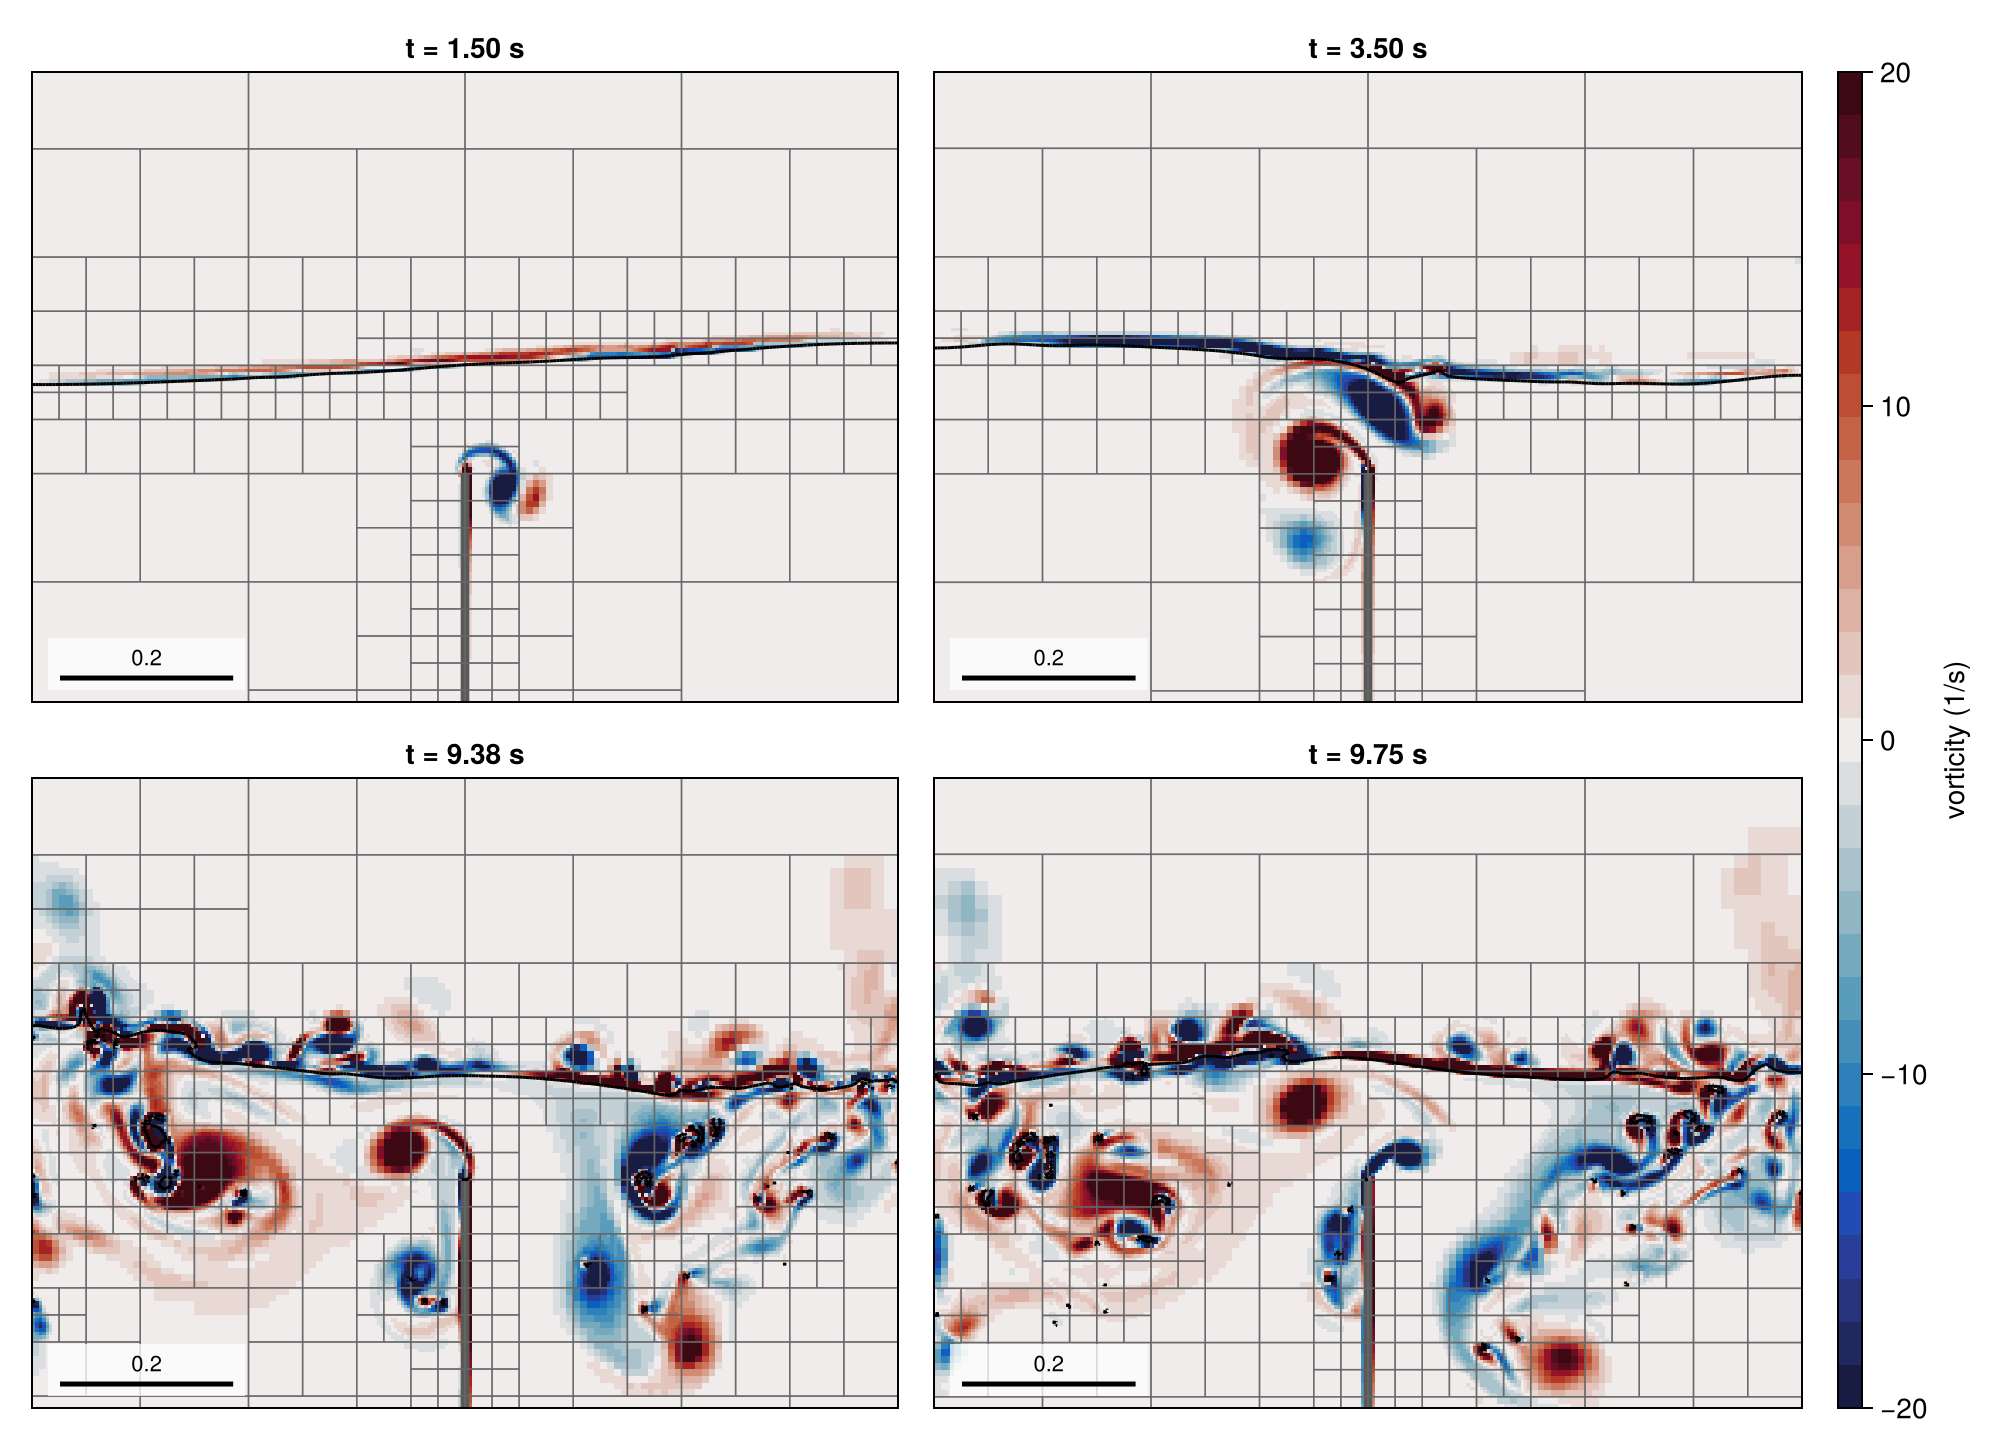 t = 1.50 s
t = 3.50 s
0.2
0.2
t = 9.38 s
t = 9.75 s
0.2
0.2
20
10
0
−10
−20
vorticity (1/s)